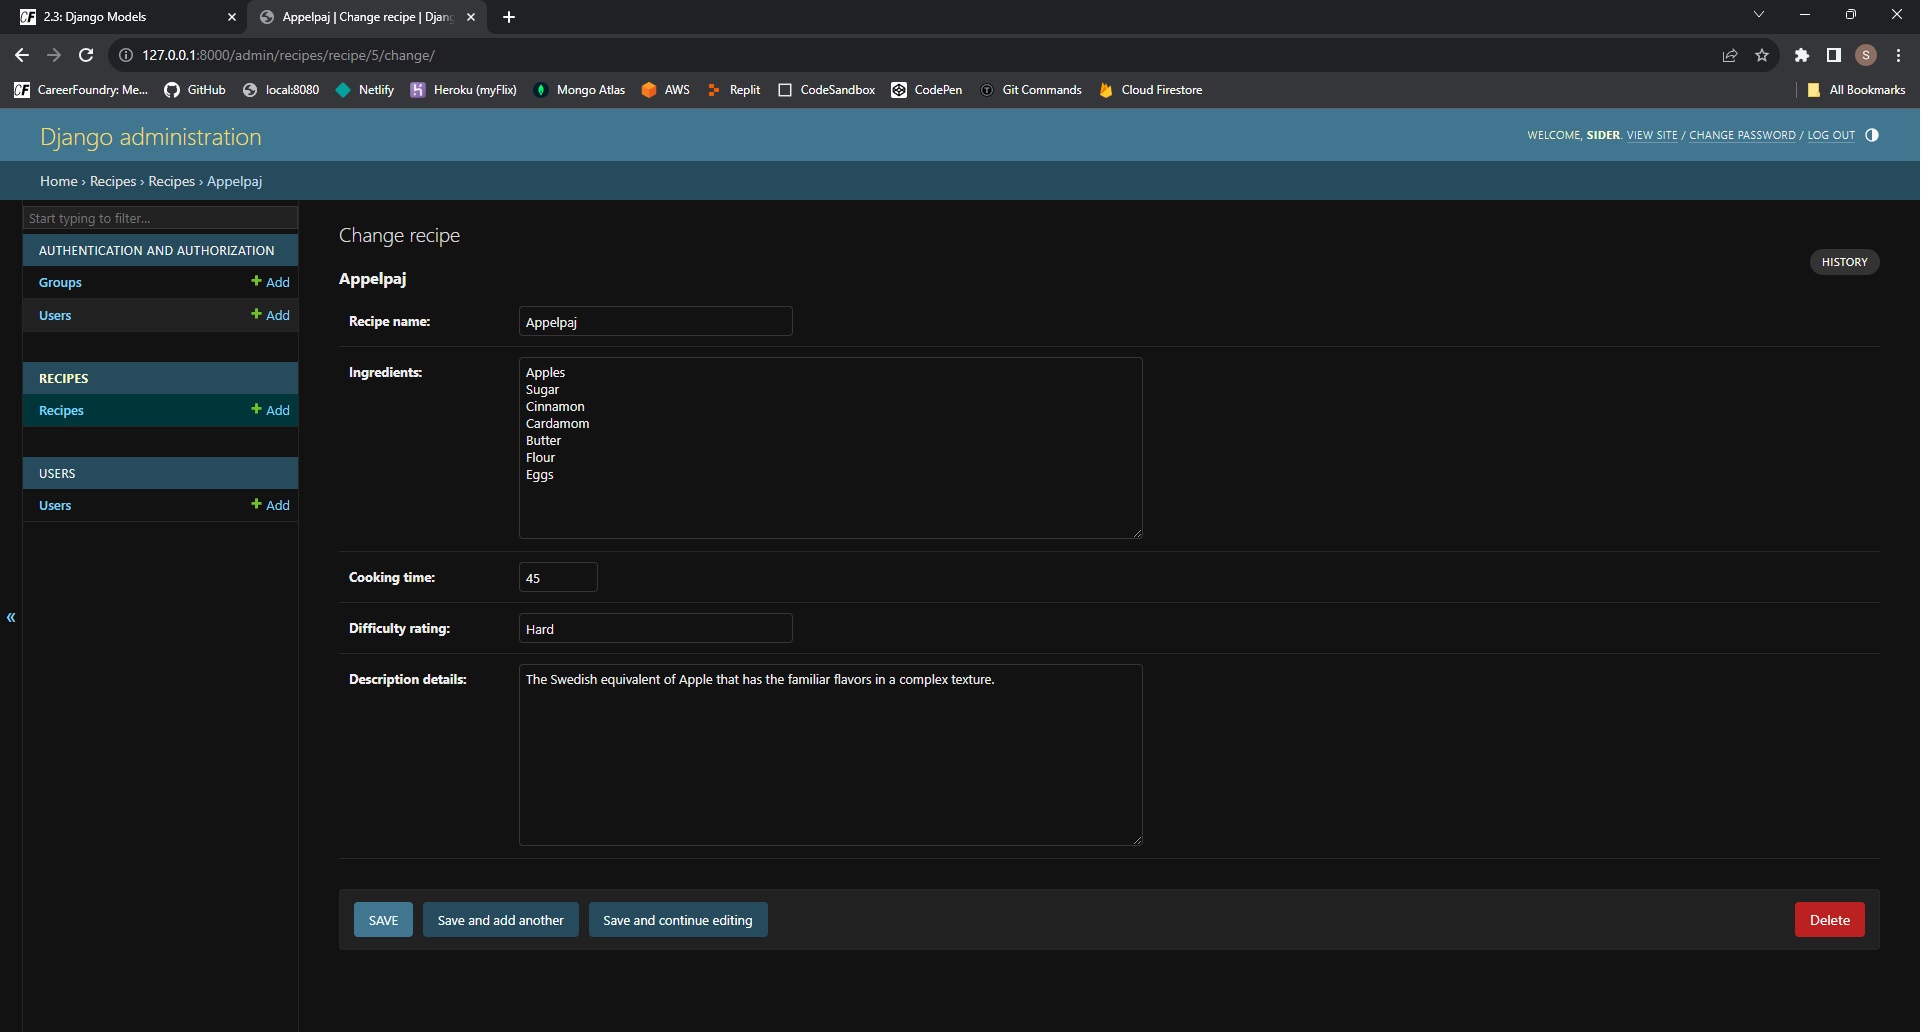 2.3: Django Models
Appelpaj | Change recipe | Djan
127.0.0.1:8000/admin/recipes/recipe/5/change/
S
CareerFoundry: Me...
GitHub
local:8080
Netlify
Heroku (myFlix)
Mongo Atlas
AWS
Replit
CodeSandbox
CodePen
Git Commands
Cloud Firestore
All Bookmarks
Django administration
WELCOME, SIDER. VIEW SITE / CHANGE PASSWORD / LOG OUT
Home › Recipes › Recipes › Appelpaj
Start typing to filter...
AUTHENTICATION AND AUTHORIZATION
Groups + Add
Users + Add
RECIPES
Recipes + Add
USERS
Users + Add
«
Change recipe
HISTORY
Appelpaj
Recipe name: Appelpaj
Ingredients: Apples
Sugar
Cinnamon
Cardamom
Butter
Flour
Eggs
Cooking time: 45
Difficulty rating: Hard
Description details: The Swedish equivalent of Apple that has the familiar flavors in a complex texture.
SAVE
Save and add another
Save and continue editing
Delete